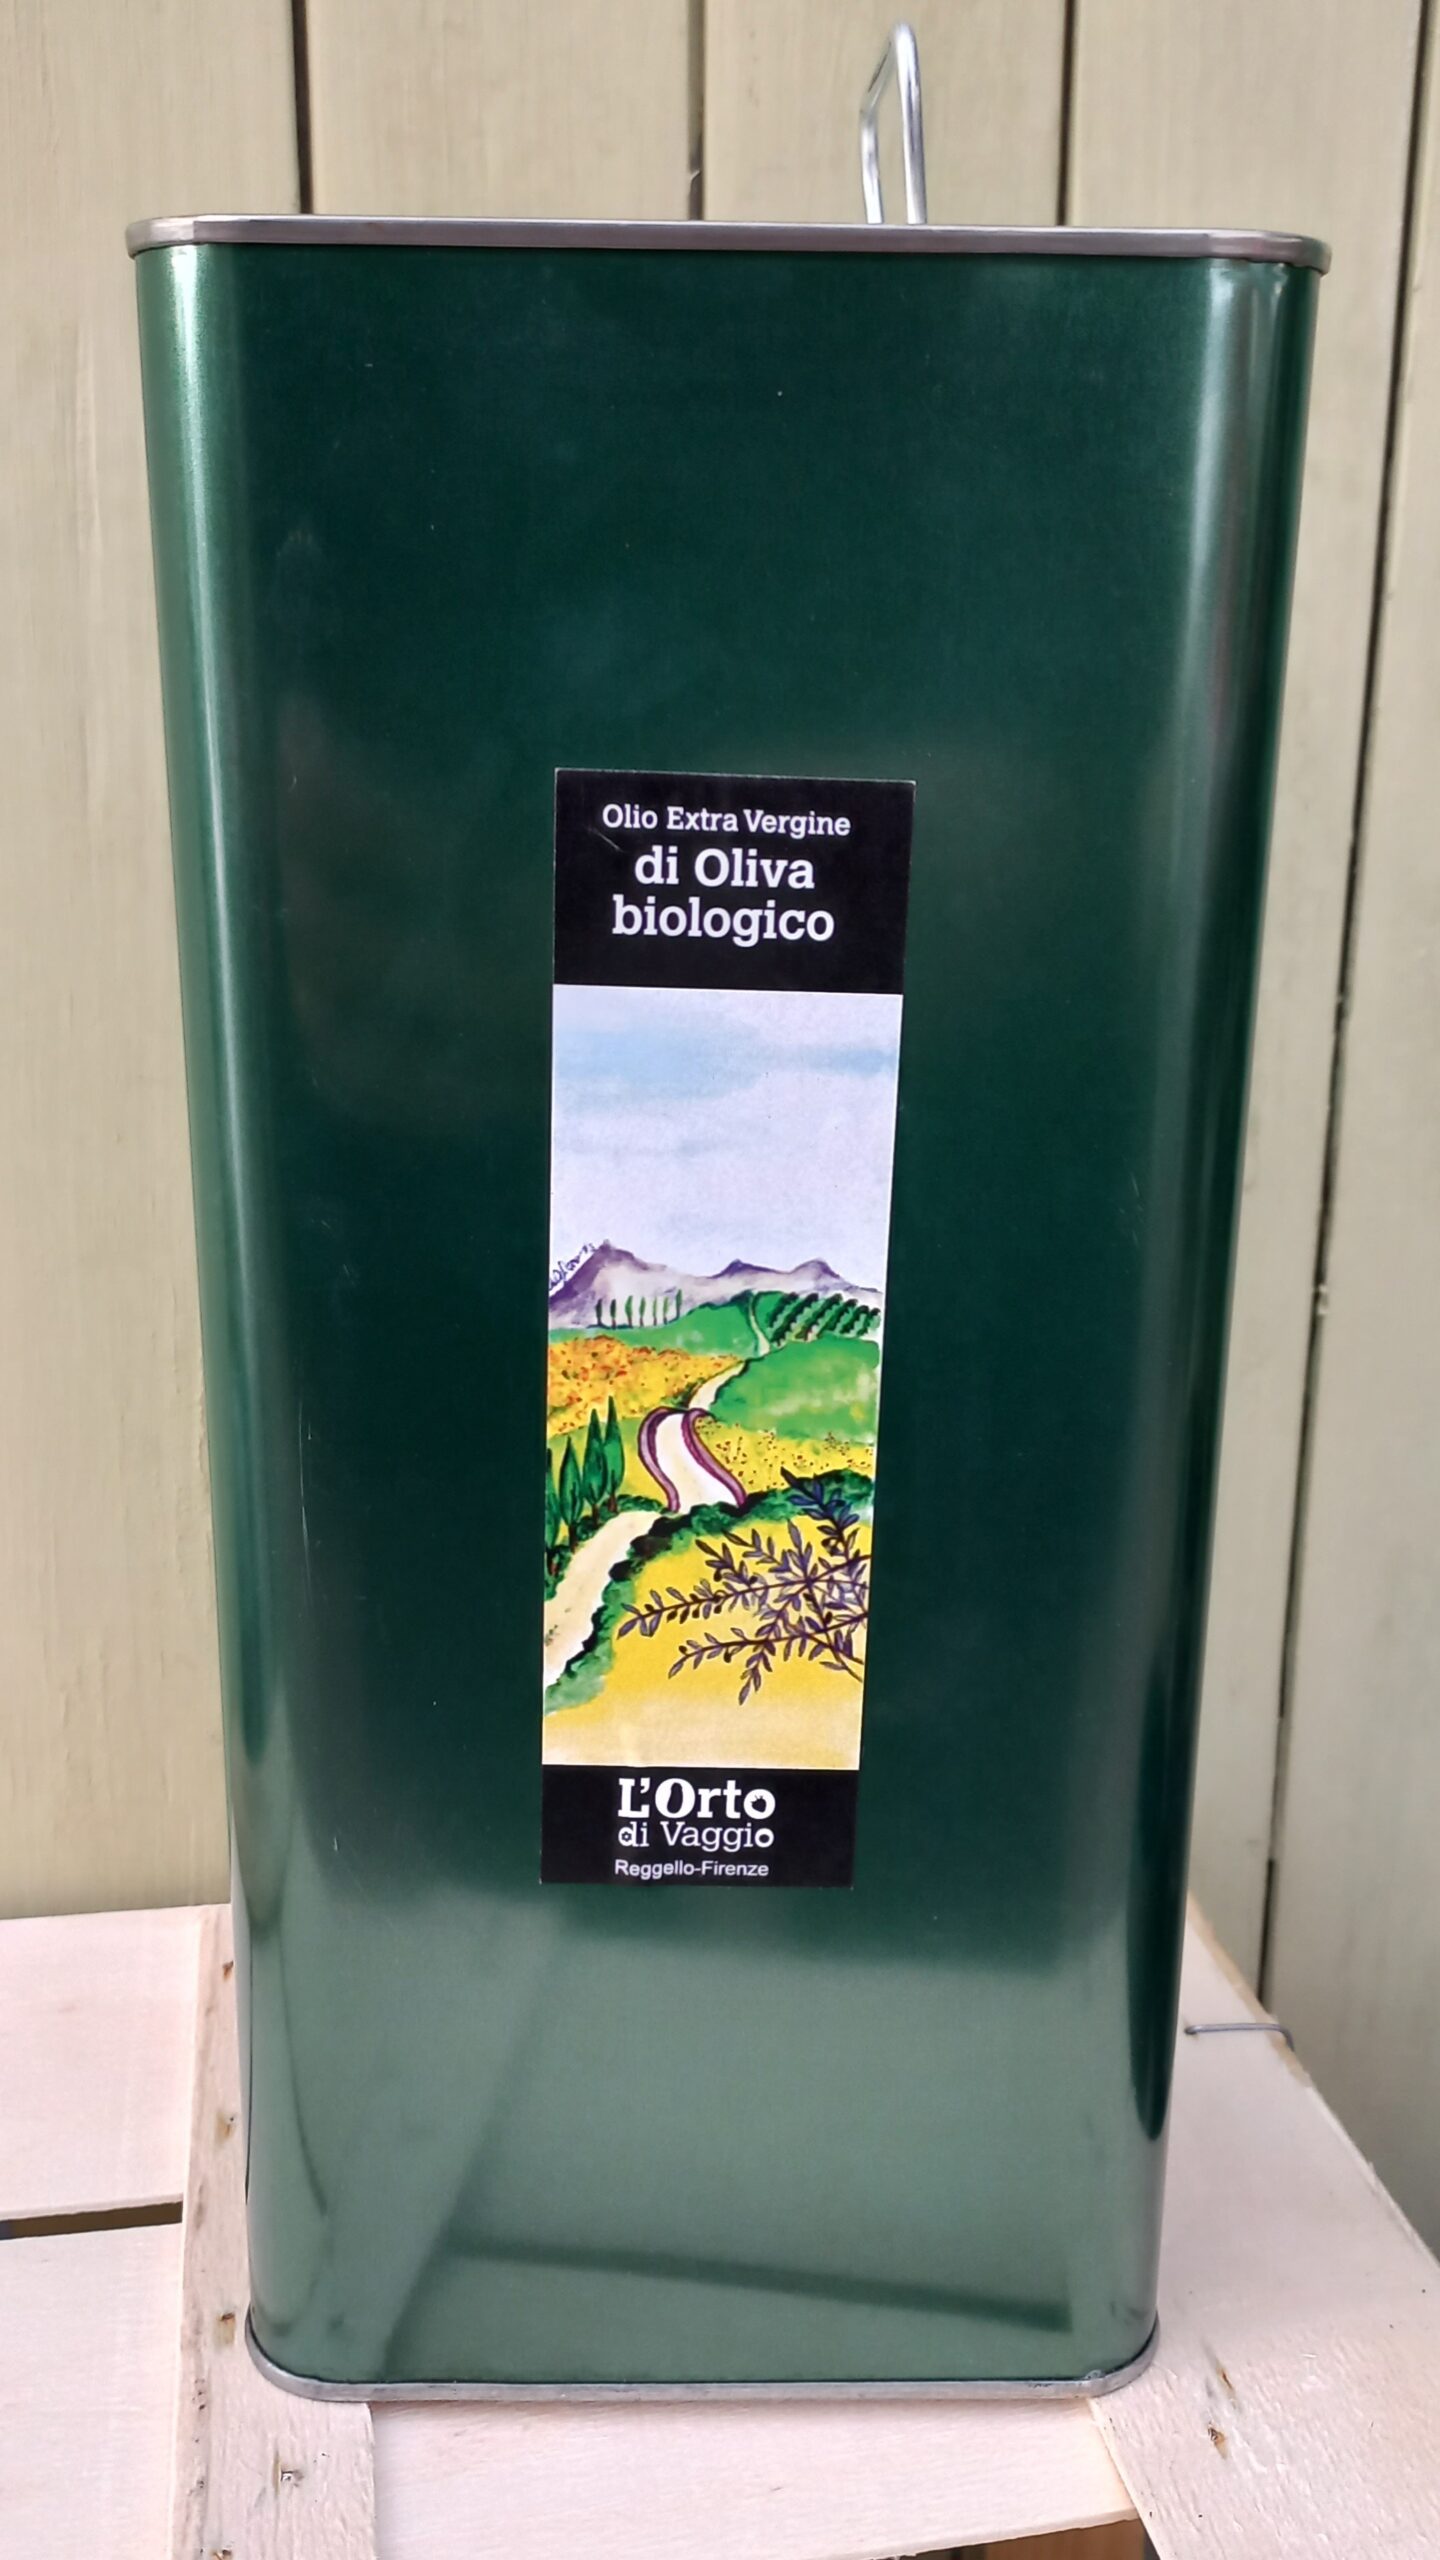 Olio Extra Vergine
di Oliva
biologico
L'Orto
di Vaggio
Reggello-Firenze